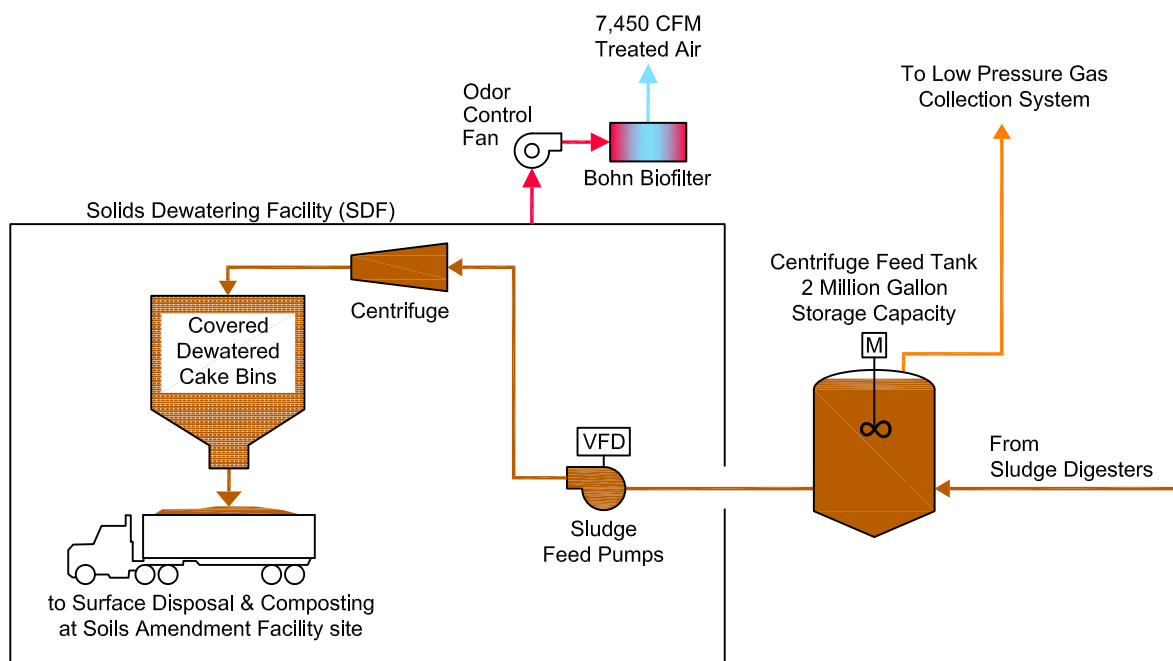 7,450 CFM
Treated Air
To Low Pressure Gas
Collection System
Odor
Control
Fan
Bohn Biofilter
Solids Dewatering Facility (SDF)
Centrifuge Feed Tank
2 Million Gallon
Storage Capacity
Centrifuge
Covered
Dewatered
Cake Bins
M
VFD
From
Sludge Digesters
Sludge
Feed Pumps
to Surface Disposal & Composting
at Soils Amendment Facility site